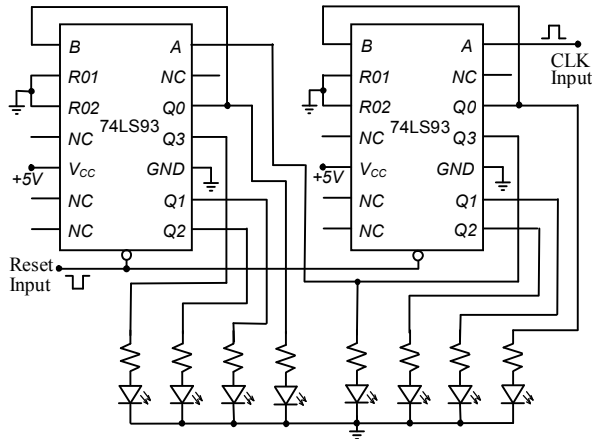 B A
R01 NC
R02 Q0
74LS93
NC Q3
VCC GND
+5V
NC Q1
NC Q2
B A
R01 NC
R02 Q0
74LS93
NC Q3
VCC GND
+5V
NC Q1
NC Q2
CLK
Input
Reset
Input